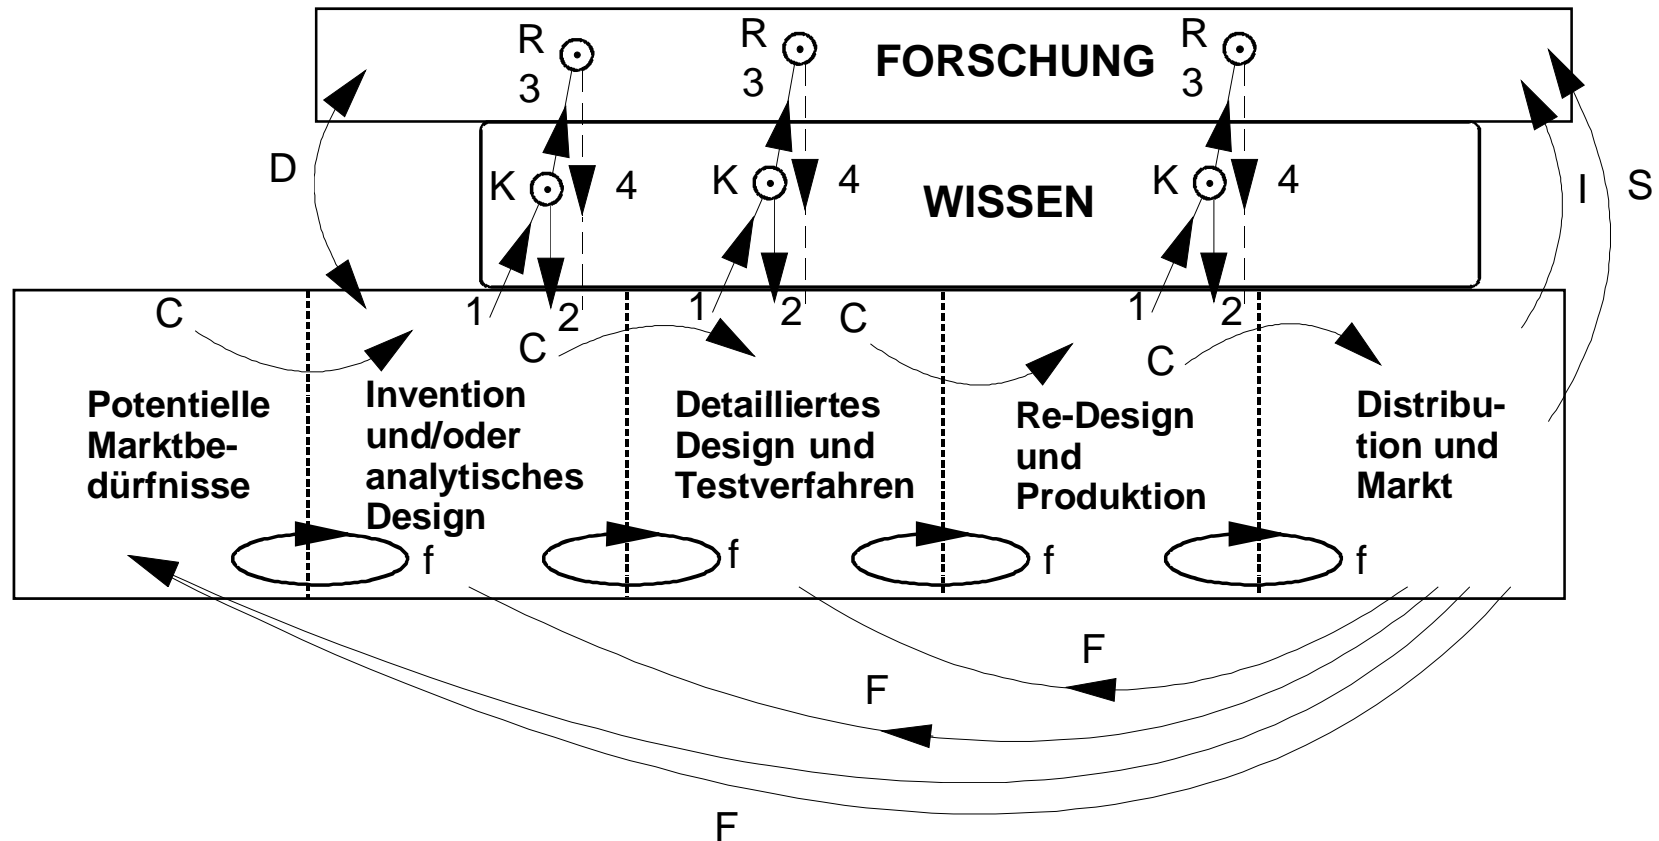 R
R
R
FORSCHUNG
3
3
3
D
K
4
K
4
K
4
I
S
WISSEN
C
1
2
C
1
2
C
1
2
C
Potentielle
Marktbe-
dürfnisse
Invention
und/oder
analytisches
Design
Detailliertes
Design und
Testverfahren
Re-Design
und
Produktion
Distribu-
tion und
Markt
f
f
f
f
F
F
F